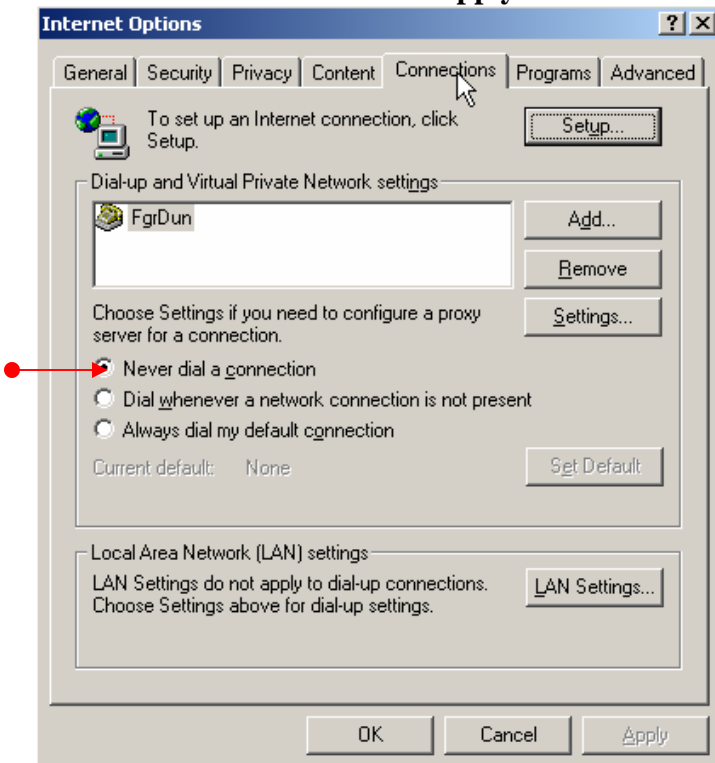 Apply
Internet Options
? X
General Security Privacy Content Connections Programs Advanced
To set up an Internet connection, click
Setup.
Setup...
Dial-up and Virtual Private Network settings
FgrDun
Add...
Remove
Choose Settings if you need to configure a proxy
server for a connection.
Settings...
Never dial a connection
Dial whenever a network connection is not present
Always dial my default connection
Current default: None
Set Default
Local Area Network (LAN) settings
LAN Settings do not apply to dial-up connections.
Choose Settings above for dial-up settings.
LAN Settings...
OK Cancel Apply